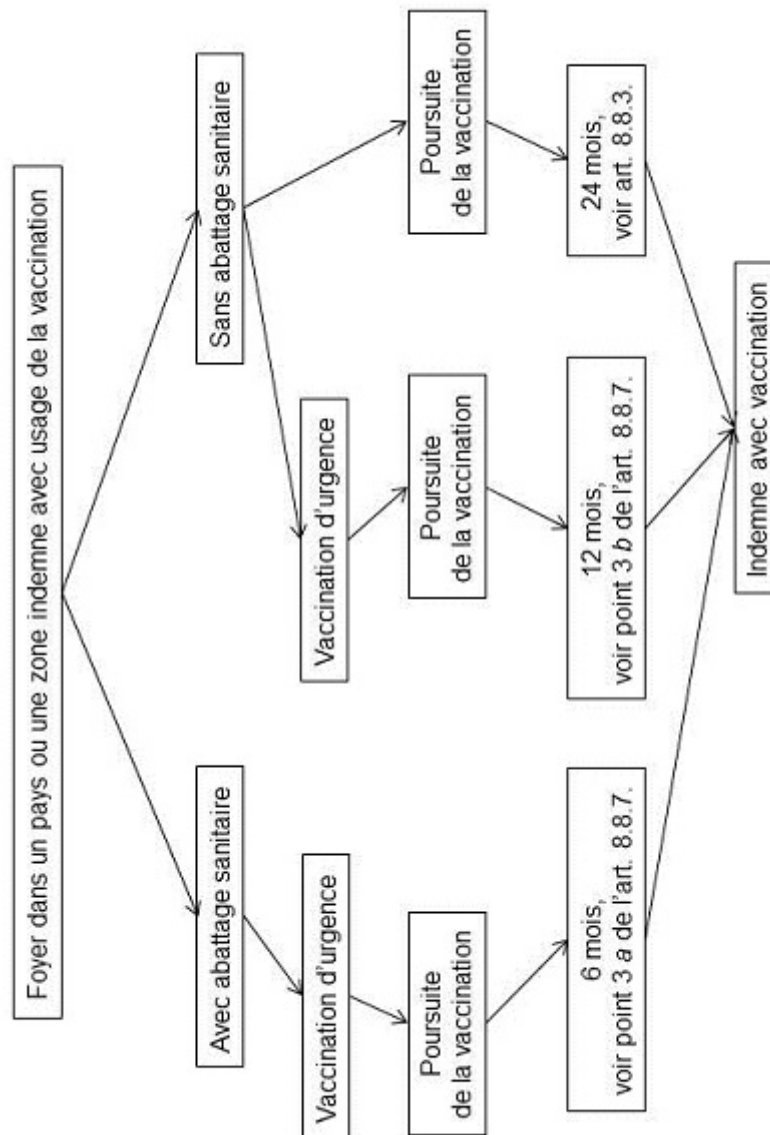 Foyer dans un pays ou une zone indemne avec usage de la vaccination
Avec abattage sanitaire
Sans abattage sanitaire
Vaccination d'urgence
Vaccination d'urgence
Poursuite
de la vaccination
Poursuite
de la vaccination
Poursuite
de la vaccination
6 mois,
voir point 3 a de l'art. 8.8.7.
12 mois,
voir point 3 b de l'art. 8.8.7.
24 mois,
voir art. 8.8.3.
Indemne avec vaccination